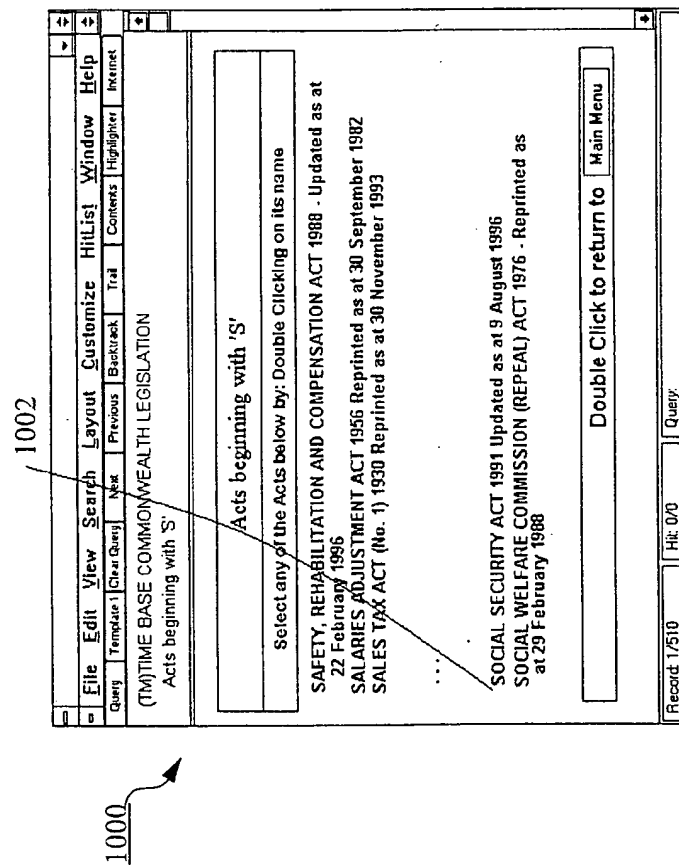 1000
1002
File Edit View Search Layout Customize HitList Window Help
Query Template 1 Clear Query Next Previous Backtrack Trail Contents Highlighter Internet
(TM)TIME BASE COMMONWEALTH LEGISLATION
Acts beginning with 'S'
Acts beginning with 'S'
Select any of the Acts below by: Double Clicking on its name
SAFETY, REHABILITATION AND COMPENSATION ACT 1988 - Updated as at
22 February 1996
SALARIES ADJUSTMENT ACT 1956 Reprinted as at 30 September 1982
SALES TAX ACT (No. 1) 1930 Reprinted as at 30 November 1993
. . .
SOCIAL SECURITY ACT 1991 Updated as at 9 August 1996
SOCIAL WELFARE COMMISSION (REPEAL) ACT 1976 - Reprinted as
at 29 February 1988
Double Click to return to Main Menu
Record: 1/510 Hit: 0/0 Query: